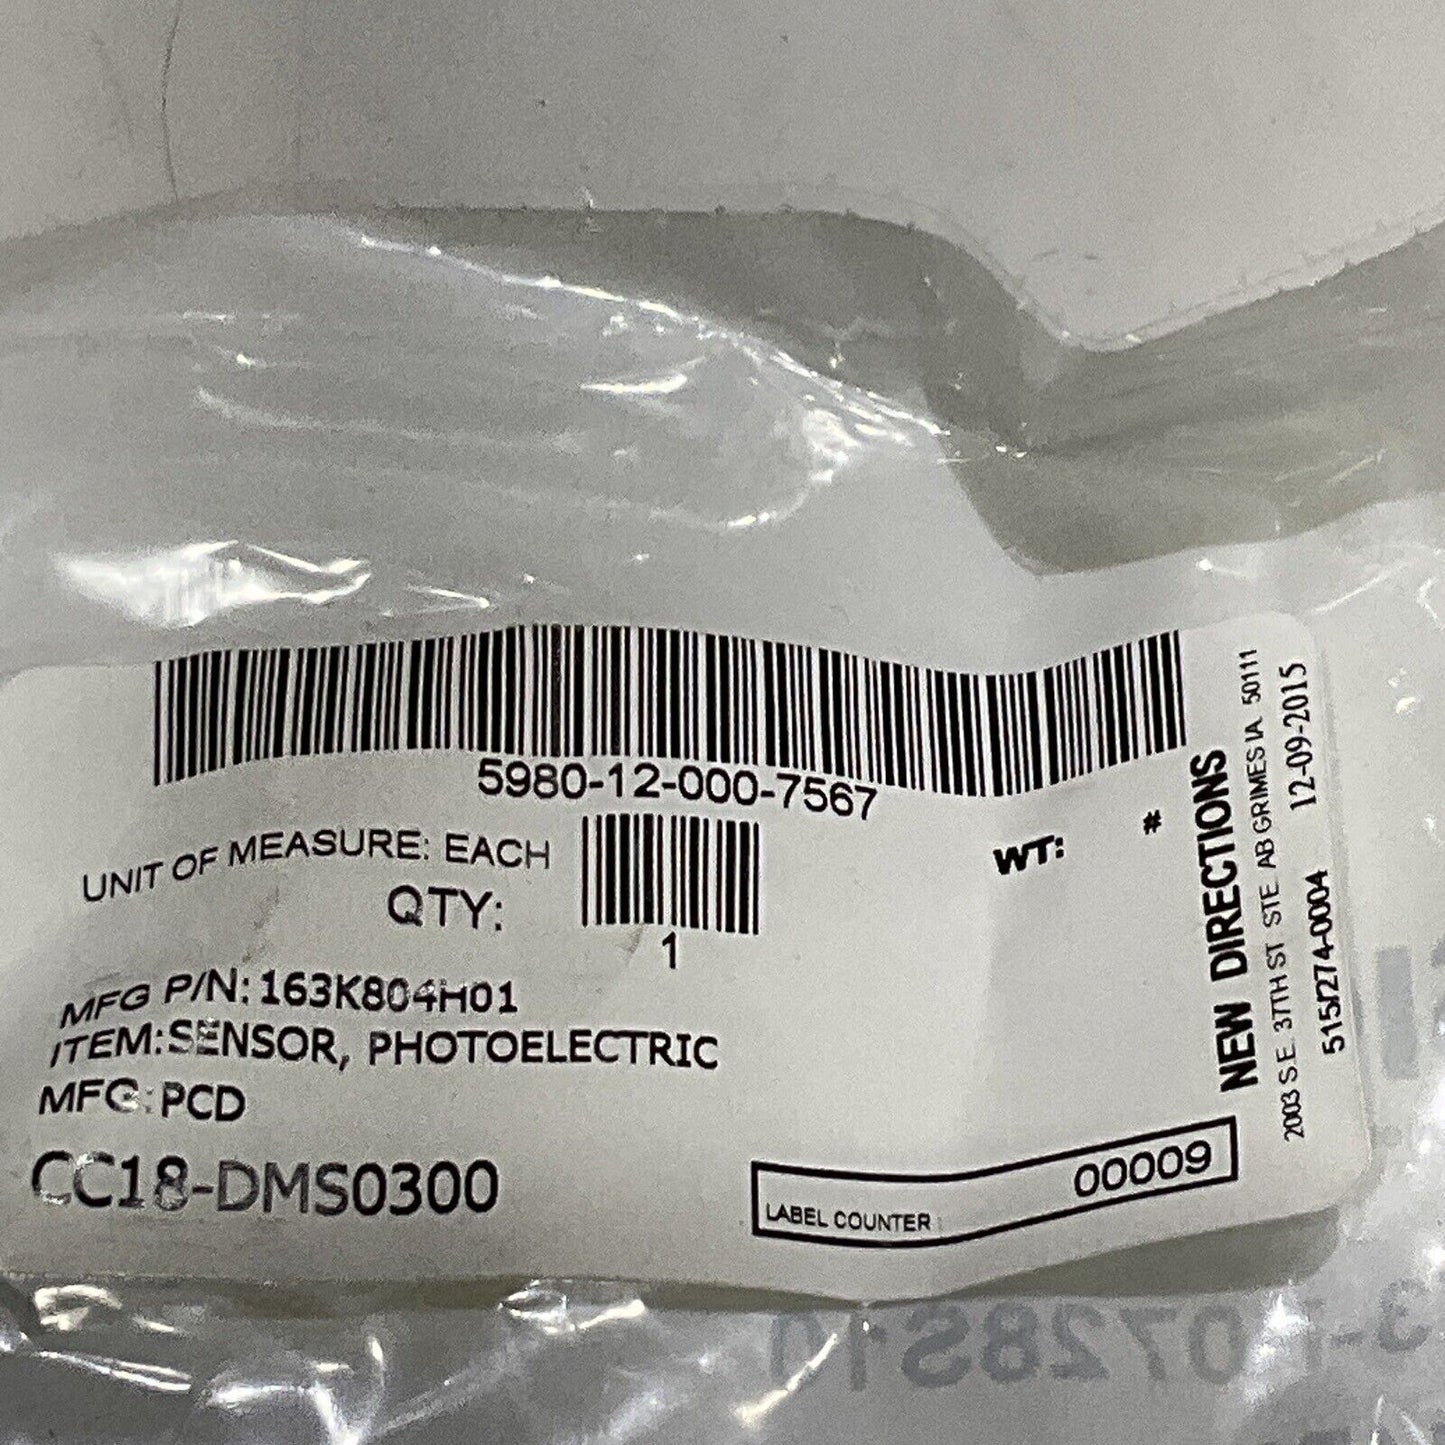 5980-12-000-7567
UNIT OF MEASURE: EACH
QTY:
1
WT: #
MFG P/N:163K804H01
ITEM:SENSOR, PHOTOELECTRIC
MFG:PCD
CC18-DMS0300
LABEL COUNTER: 00009
NEW DIRECTIONS
2003 S.E. 37TH ST STE. AB GRIMES IA 50111
515/274-0004 12-09-2015